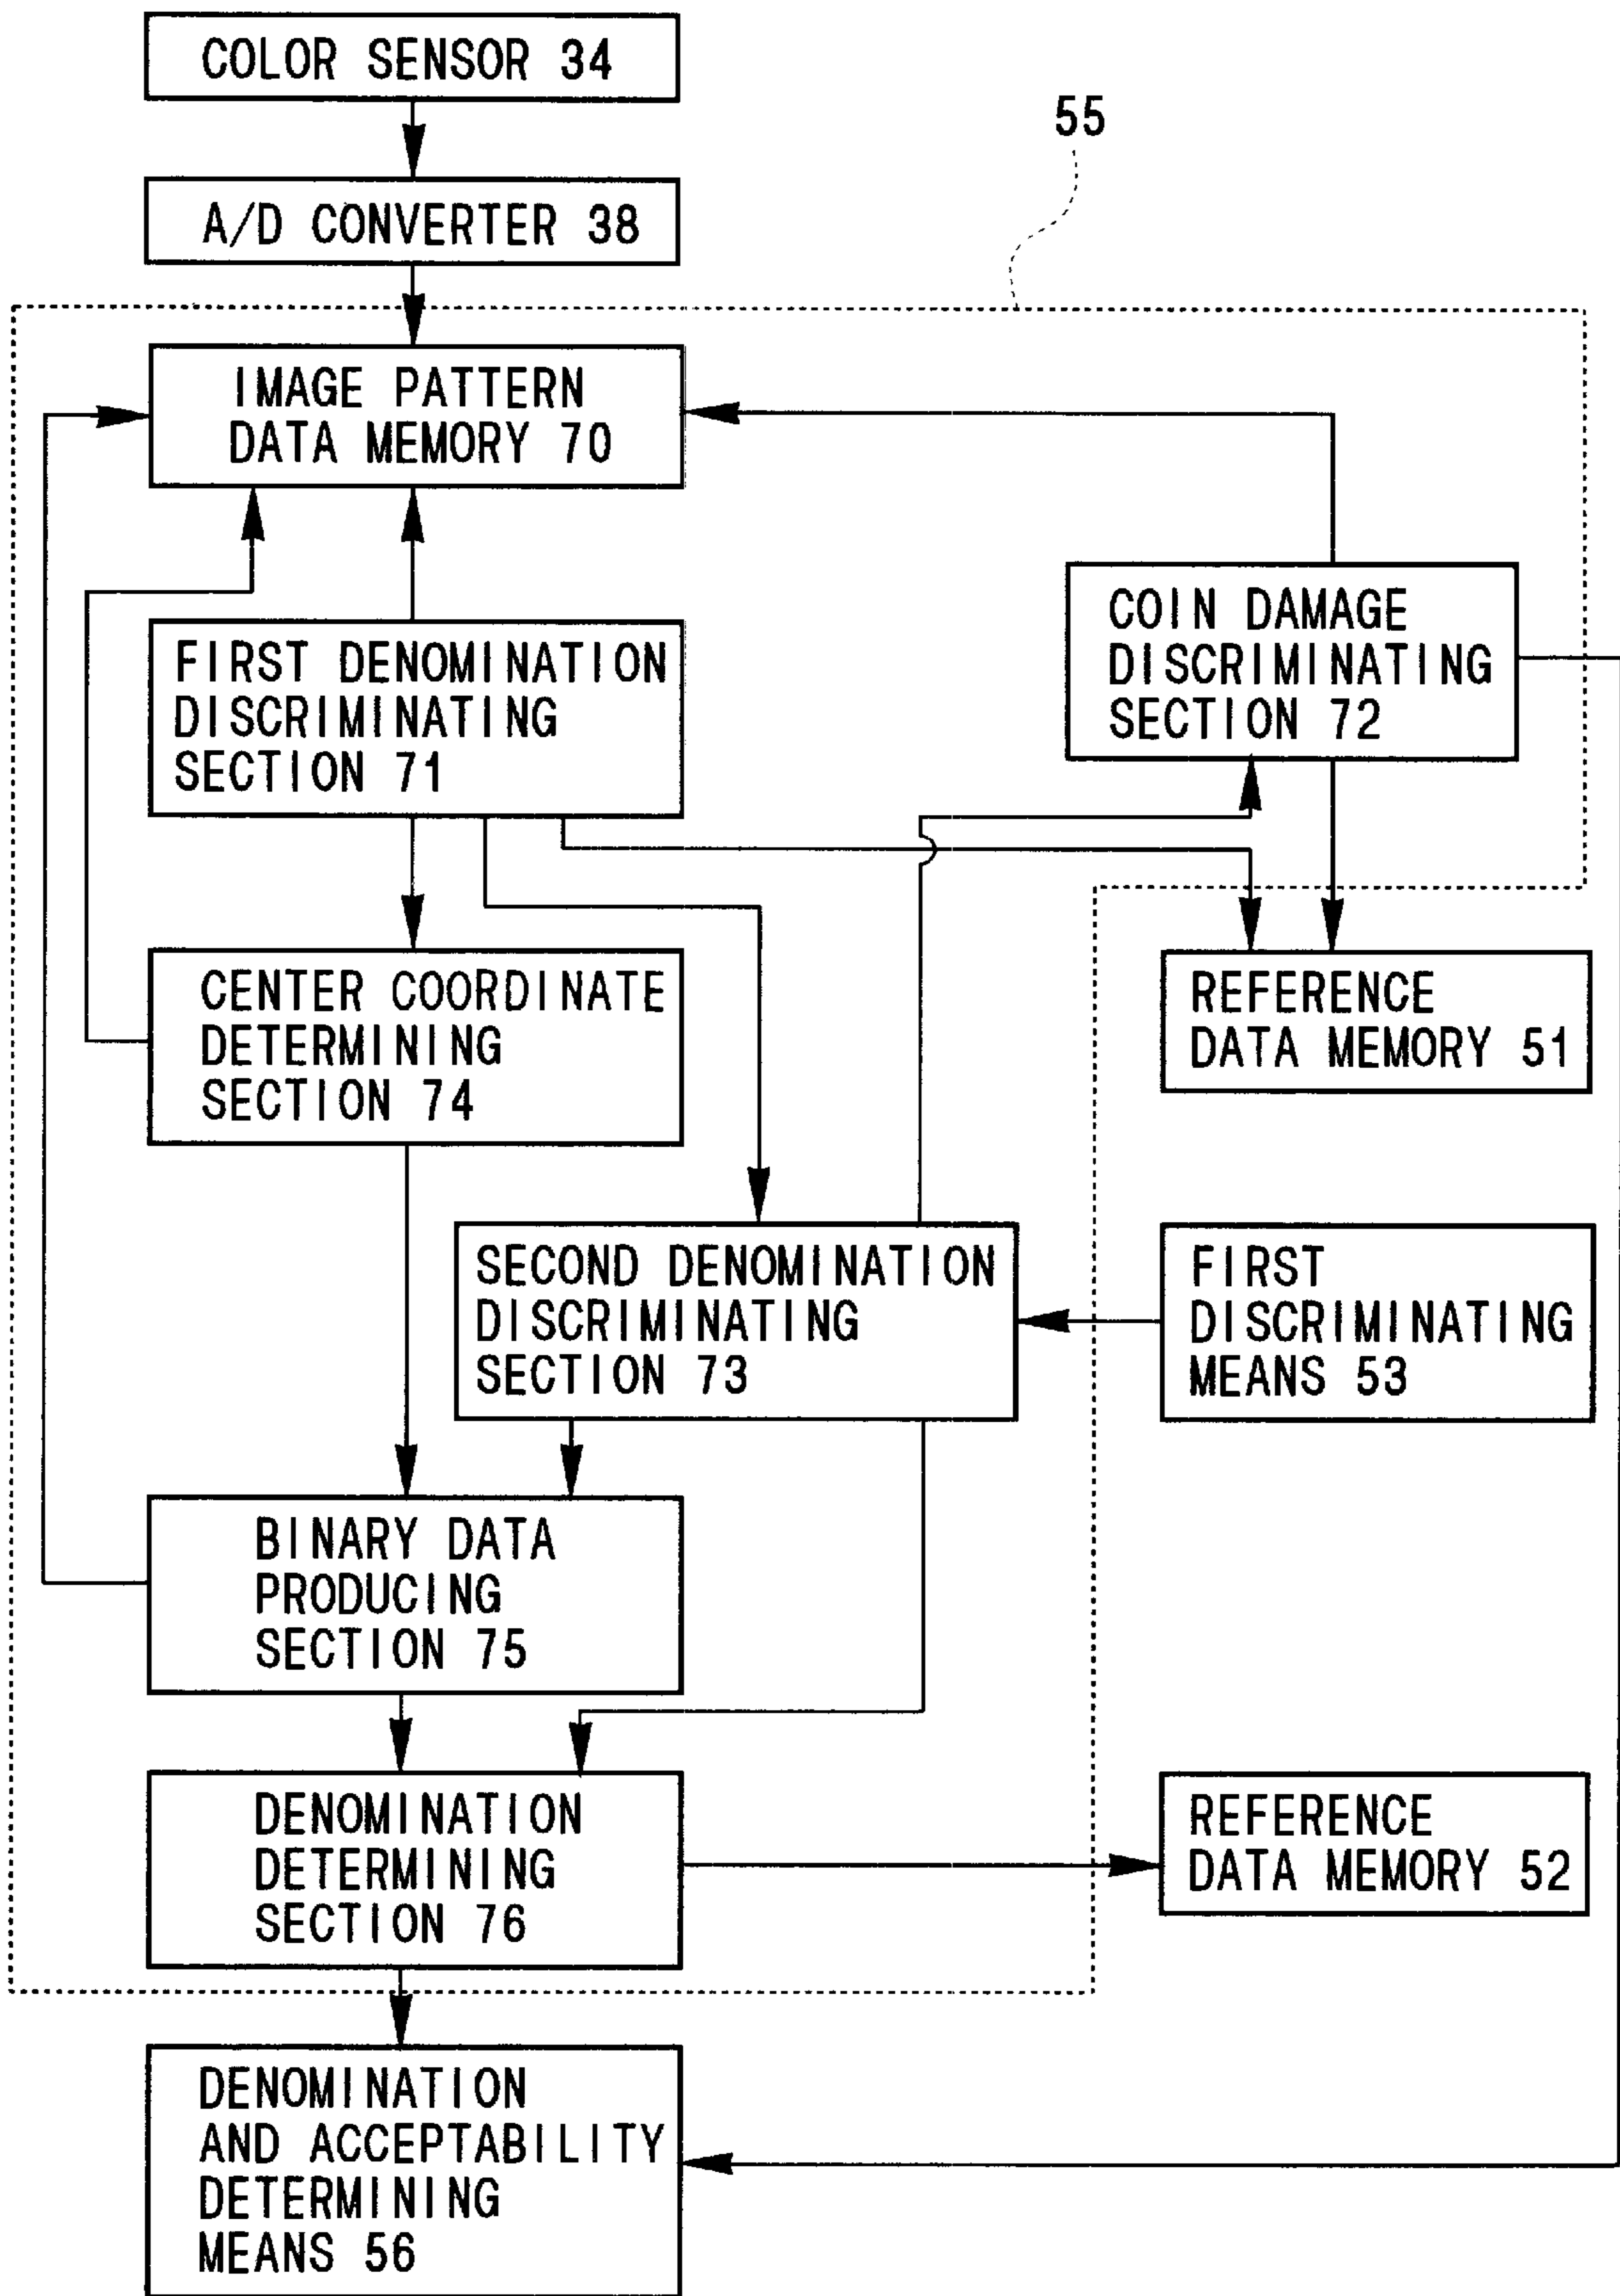 COLOR SENSOR 34
55
A/D CONVERTER 38
IMAGE PATTERN
DATA MEMORY 70
FIRST DENOMINATION
DISCRIMINATING
SECTION 71
COIN DAMAGE
DISCRIMINATING
SECTION 72
CENTER COORDINATE
DETERMINING
SECTION 74
REFERENCE
DATA MEMORY 51
SECOND DENOMINATION
DISCRIMINATING
SECTION 73
FIRST
DISCRIMINATING
MEANS 53
BINARY DATA
PRODUCING
SECTION 75
DENOMINATION
DETERMINING
SECTION 76
REFERENCE
DATA MEMORY 52
DENOMINATION
AND ACCEPTABILITY
DETERMINING
MEANS 56